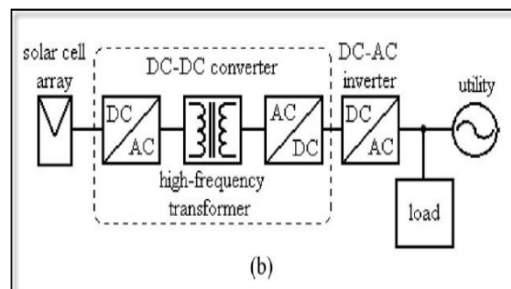 solar cell
array
DC-DC converter
DC-AC
inverter
utility
DC
AC
AC
DC
DC
AC
high-frequency
transformer
load
(b)